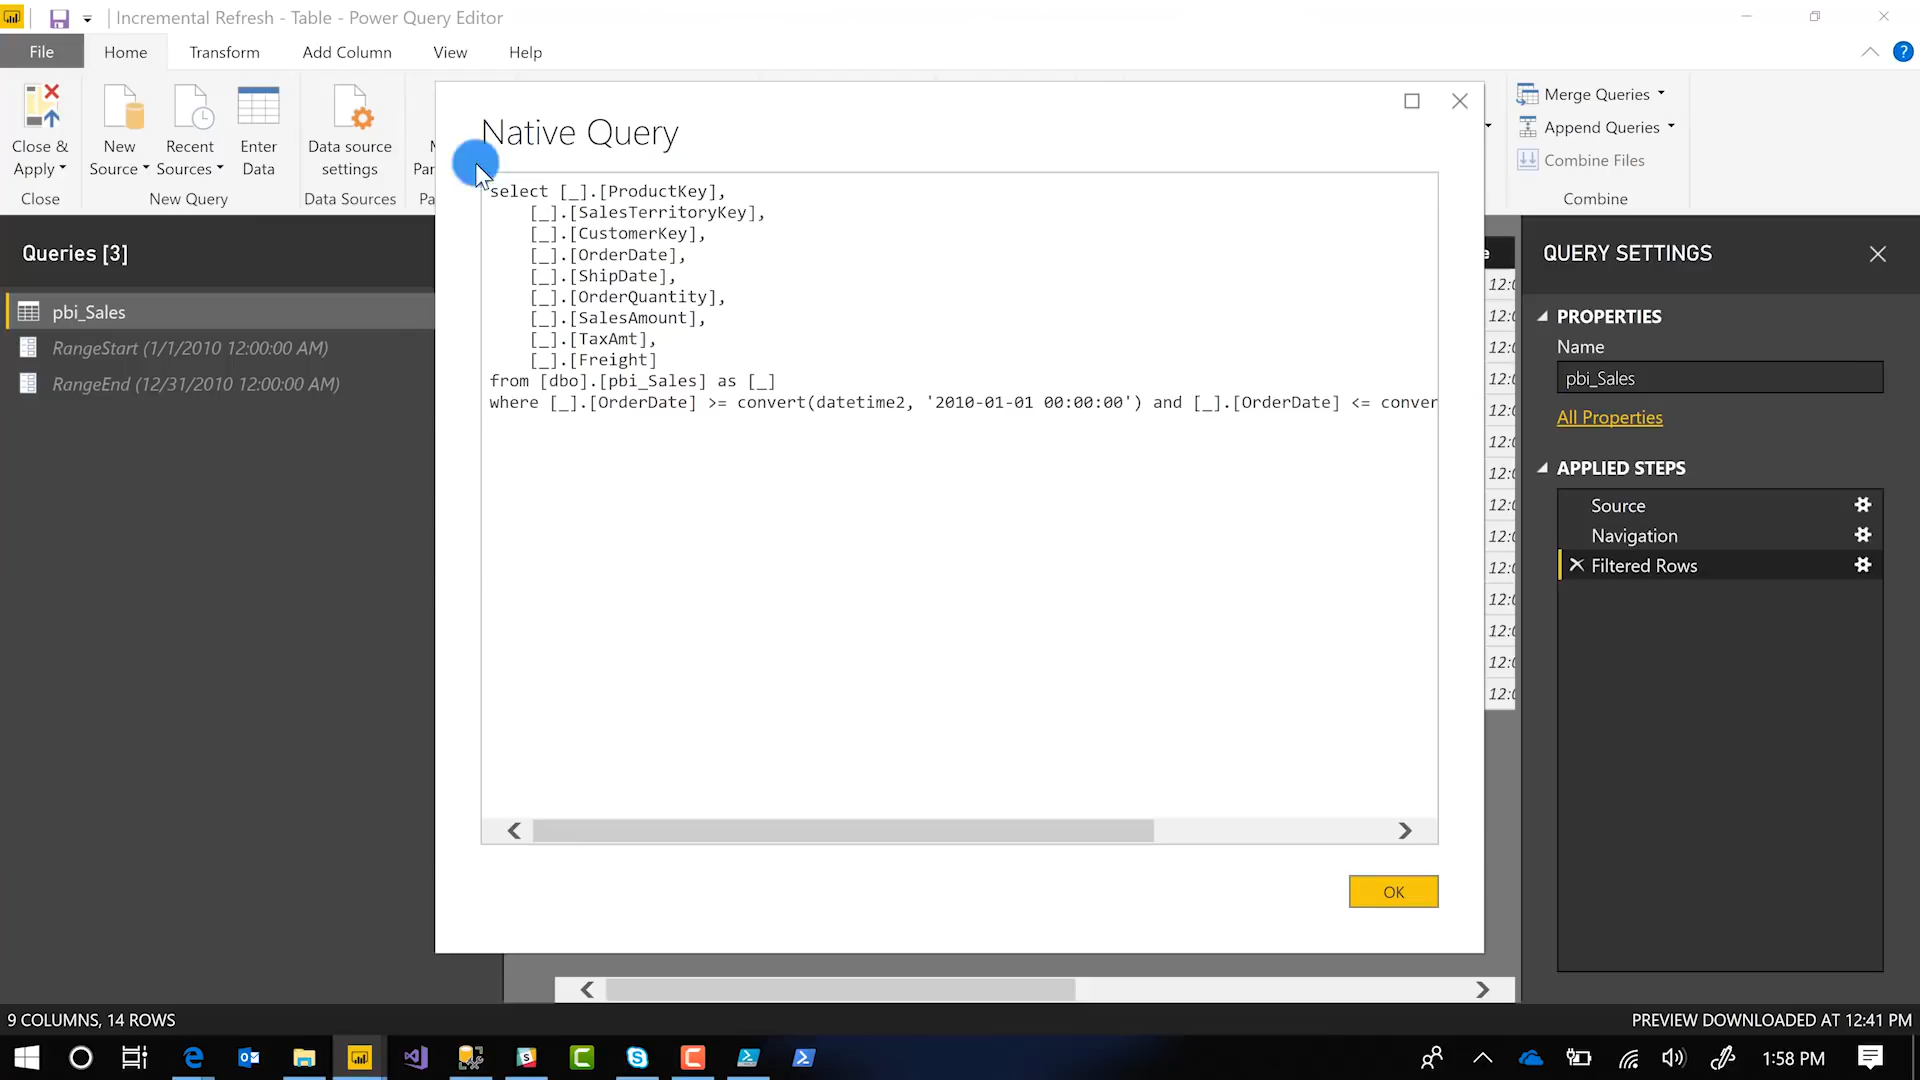 Incremental Refresh - Table - Power Query Editor
File
Home
Transform
Add Column
View
Help
?
Close &
Apply
Close
New
Source
Recent
Sources
Enter
Data
New Query
Data source
settings
Data Sources
Merge Queries
Append Queries
Combine Files
Combine
Native Query
select [_].[ProductKey],
[_].[SalesTerritoryKey],
[_].[CustomerKey],
[_].[OrderDate],
[_].[ShipDate],
[_].[OrderQuantity],
[_].[SalesAmount],
[_].[TaxAmt],
[_].[Freight]
from [dbo].[pbi_Sales] as [_]
where [_].[OrderDate] >= convert(datetime2, '2010-01-01 00:00:00') and [_].[OrderDate] <= conver
OK
Queries [3]
pbi_Sales
RangeStart (1/1/2010 12:00:00 AM)
RangeEnd (12/31/2010 12:00:00 AM)
QUERY SETTINGS
PROPERTIES
Name
pbi_Sales
All Properties
APPLIED STEPS
Source
Navigation
Filtered Rows
9 COLUMNS, 14 ROWS
PREVIEW DOWNLOADED AT 12:41 PM
1:58 PM